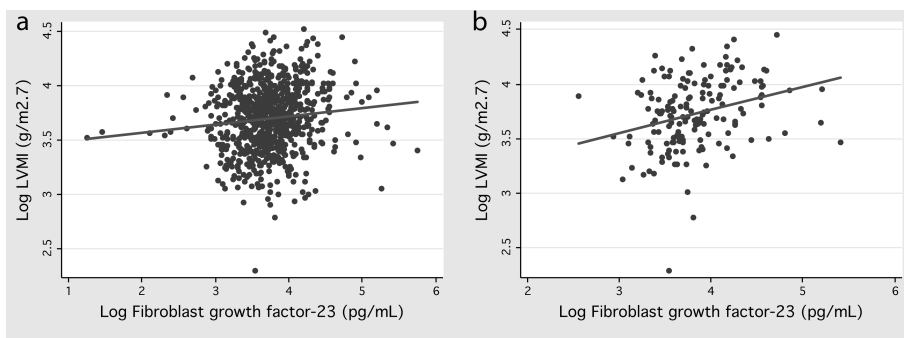 a
4.5
4
3.5
3
2.5
Log LVMI (g/m2.7)
1 2 3 4 5 6
Log Fibroblast growth factor-23 (pg/mL)
b
4.5
4
3.5
3
2.5
Log LVMI (g/m2.7)
2 3 4 5 6
Log Fibroblast growth factor-23 (pg/mL)